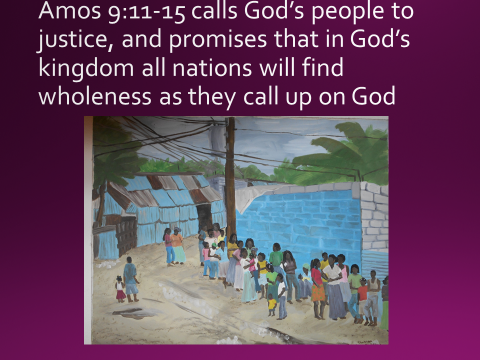 Amos 9:11-15 calls God’s people to
justice, and promises that in God’s
kingdom all nations will find
wholeness as they call up on God